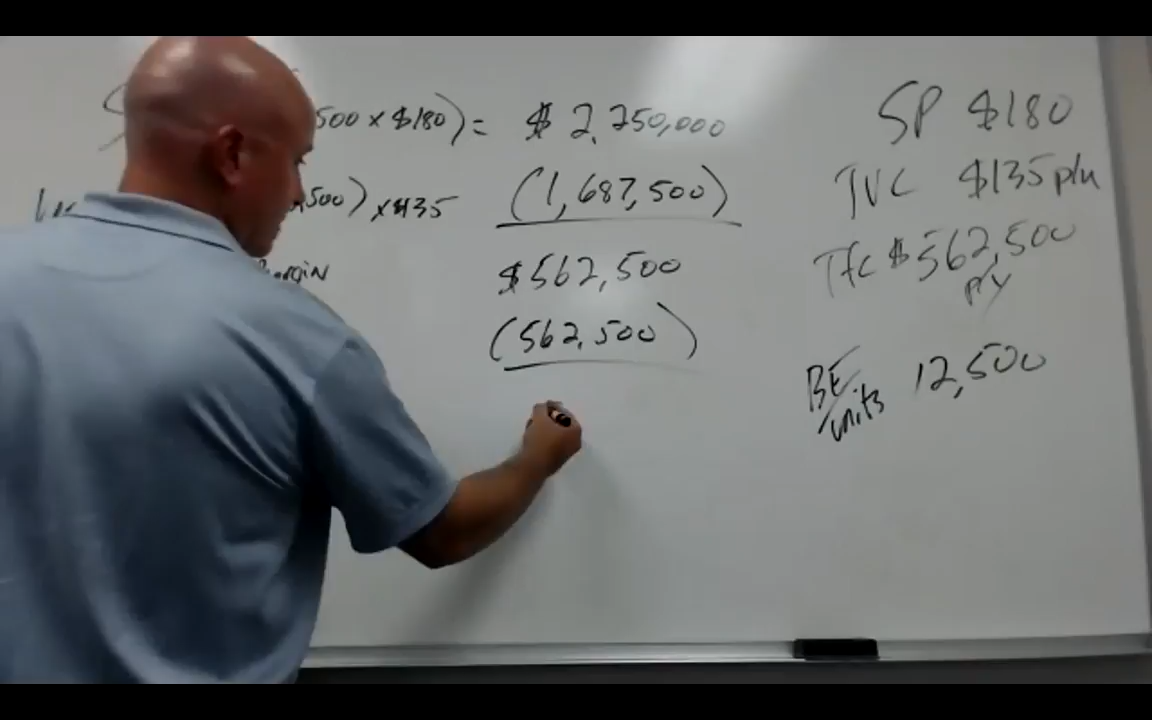 500 x $180) = $ 2,250,000
500) x $135 (1,687,500)
Margin $562,500
(562,500)
SP $180
TVC $135 p/u
TFC $562,500
p/y
BE/units 12,500